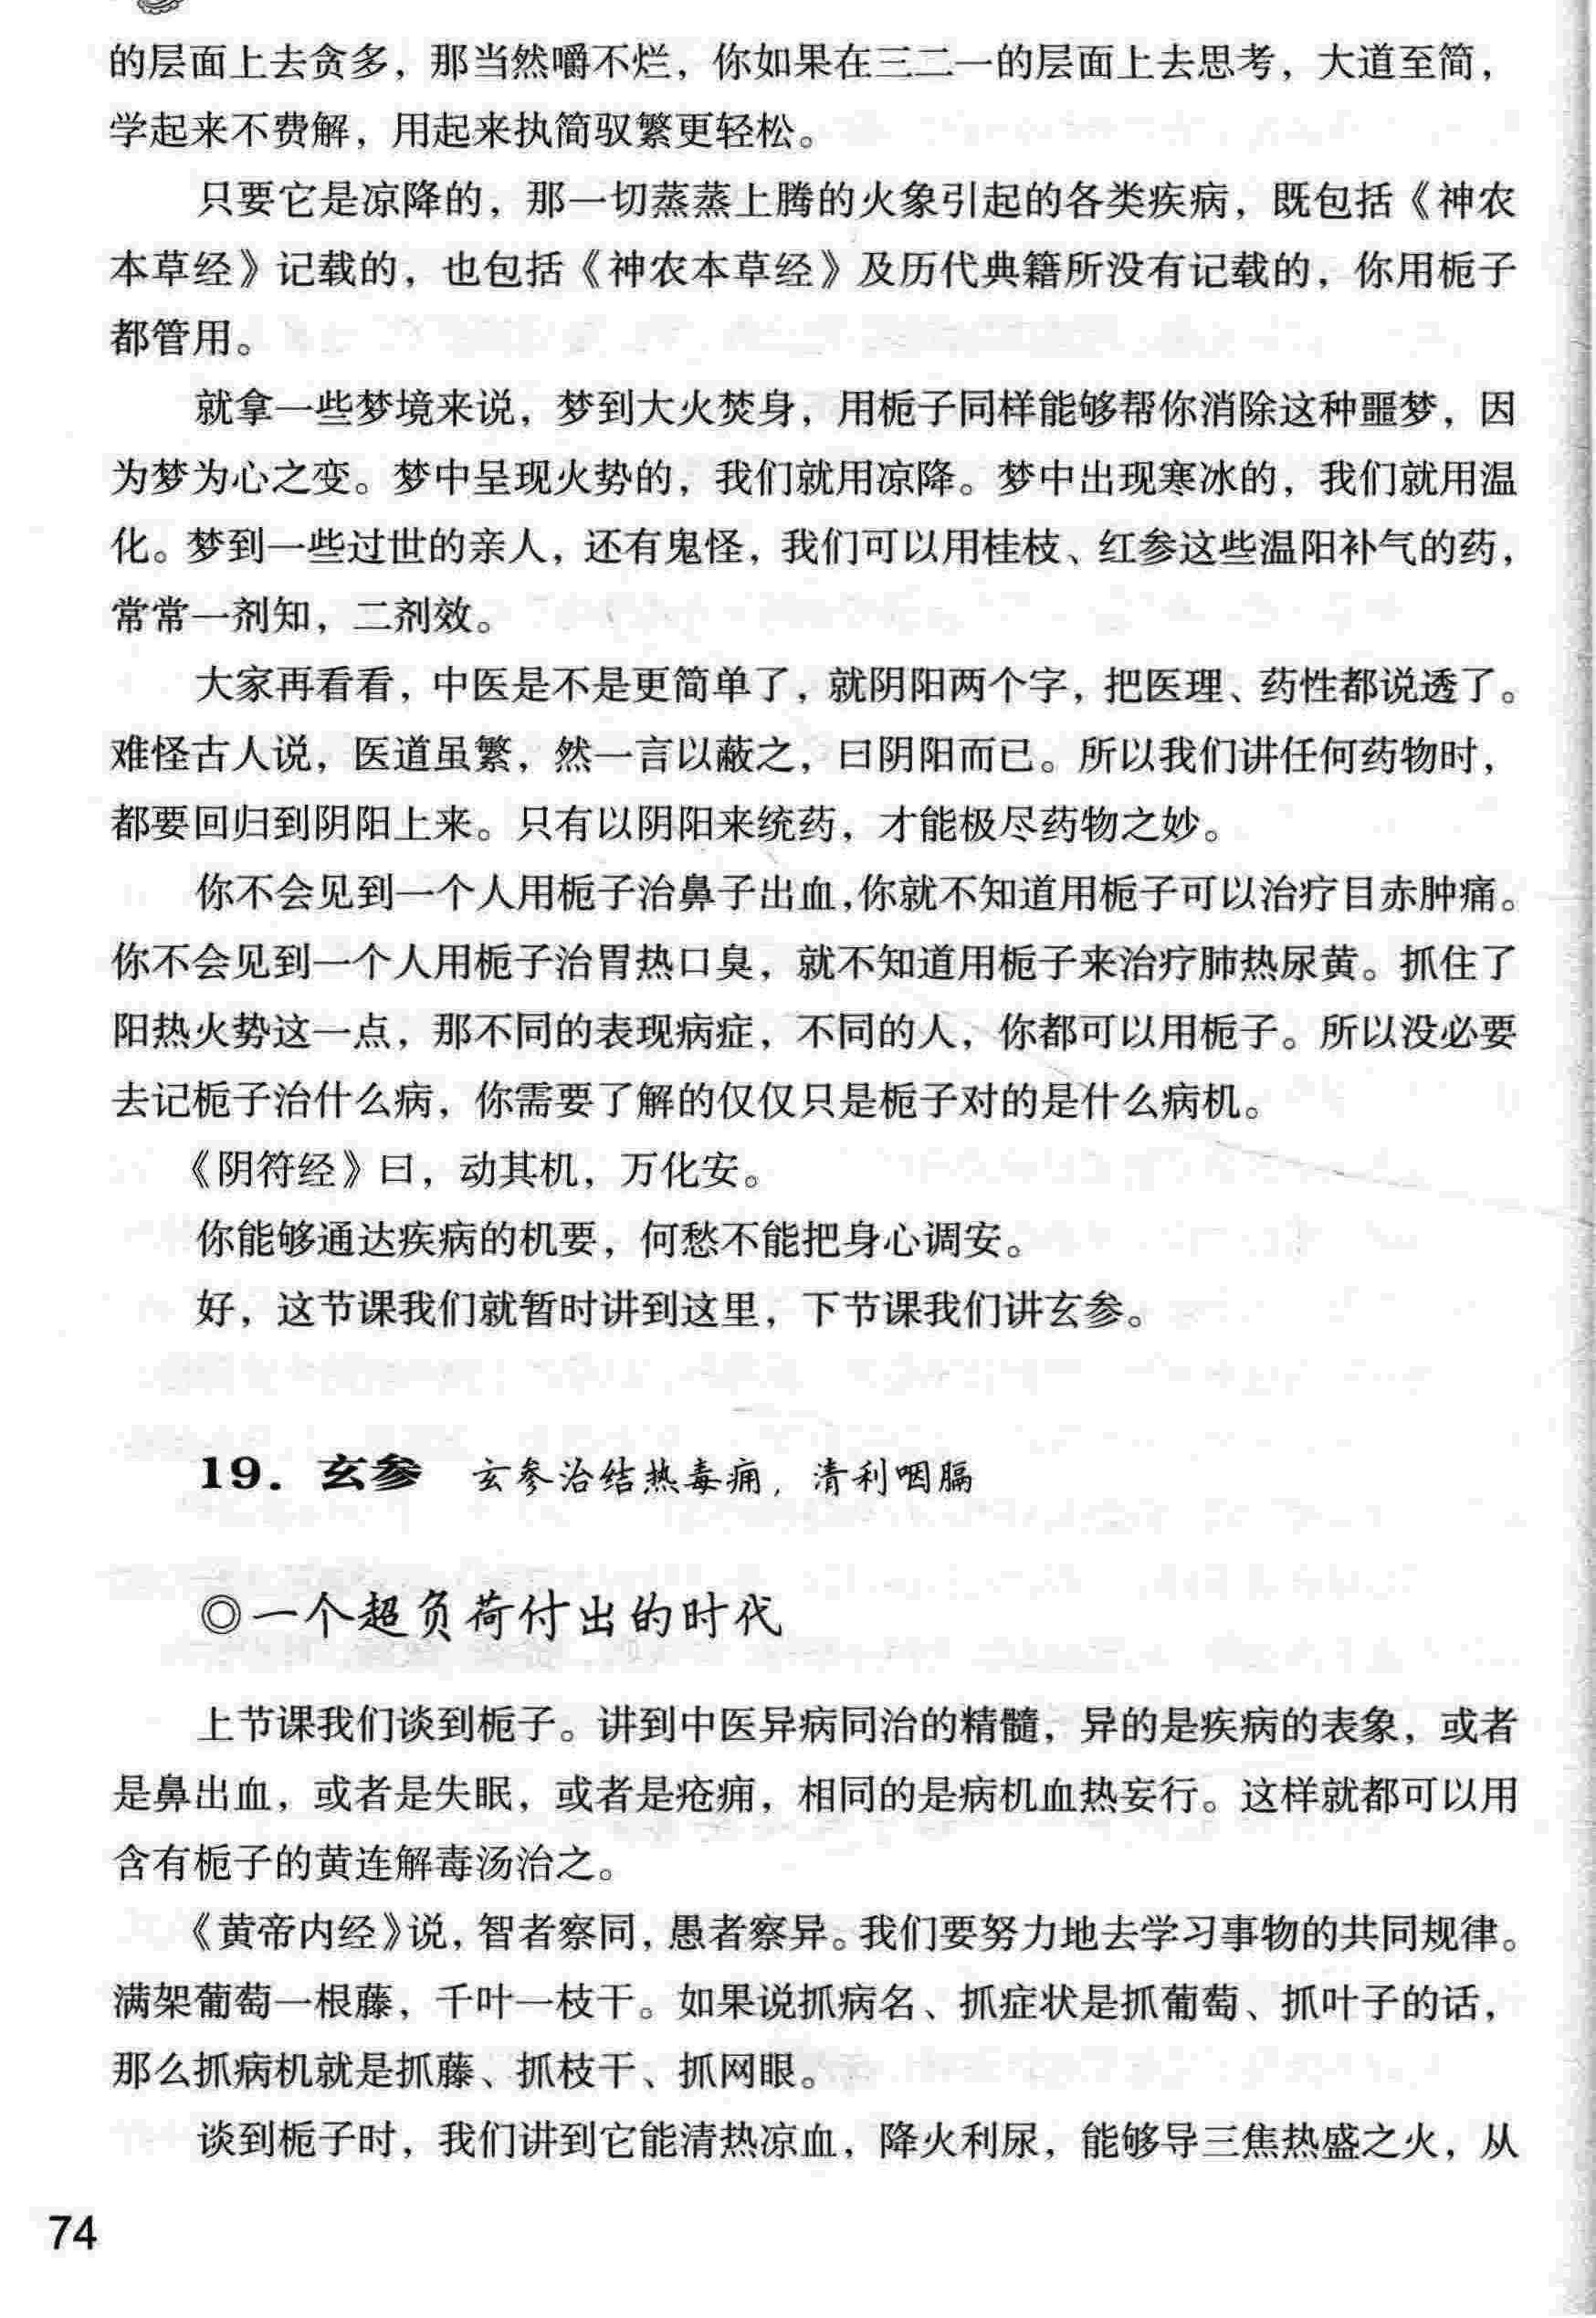 的层面上去贪多，那当然嚼不烂，你如果在三二一的层面上去思考，大道至简，
学起来不费解，用起来执简驭繁更轻松。
只要它是凉降的，那一切蒸蒸上腾的火象引起的各类疾病，既包括《神农
本草经》记载的，也包括《神农本草经》及历代典籍所没有记载的，你用栀子
都管用。
就拿一些梦境来说，梦到大火焚身，用栀子同样能够帮你消除这种噩梦，因
为梦为心之变。梦中呈现火势的，我们就用凉降。梦中出现寒冰的，我们就用温
化。梦到一些过世的亲人，还有鬼怪，我们可以用桂枝、红参这些温阳补气的药，
常常一剂知，二剂效。
大家再看看，中医是不是更简单了，就阴阳两个字，把医理、药性都说透了。
难怪古人说，医道虽繁，然一言以蔽之，曰阴阳而已。所以我们讲任何药物时，
都要回归到阴阳上来。只有以阴阳来统药，才能极尽药物之妙。
你不会见到一个人用栀子治鼻子出血，你就不知道用栀子可以治疗目赤肿痛。
你不会见到一个人用栀子治胃热口臭，就不知道用栀子来治疗肺热尿黄。抓住了
阳热火势这一点，那不同的表现病症，不同的人，你都可以用栀子。所以没必要
去记栀子治什么病，你需要了解的仅仅只是栀子对的是什么病机。
《阴符经》曰，动其机，万化安。
你能够通达疾病的机要，何愁不能把身心调安。
好，这节课我们就暂时讲到这里，下节课我们讲玄参。
19. 玄参 玄参治结热毒痈，清利咽膈
◎一个超负荷付出的时代
上节课我们谈到栀子。讲到中医异病同治的精髓，异的是疾病的表象，或者
是鼻出血，或者是失眠，或者是疮痈，相同的是病机血热妄行。这样就都可以用
含有栀子的黄连解毒汤治之。
《黄帝内经》说，智者察同，愚者察异。我们要努力地去学习事物的共同规律。
满架葡萄一根藤，千叶一枝干。如果说抓病名、抓症状是抓葡萄、抓叶子的话，
那么抓病机就是抓藤、抓枝干、抓网眼。
谈到栀子时，我们讲到它能清热凉血，降火利尿，能够导三焦热盛之火，从
74